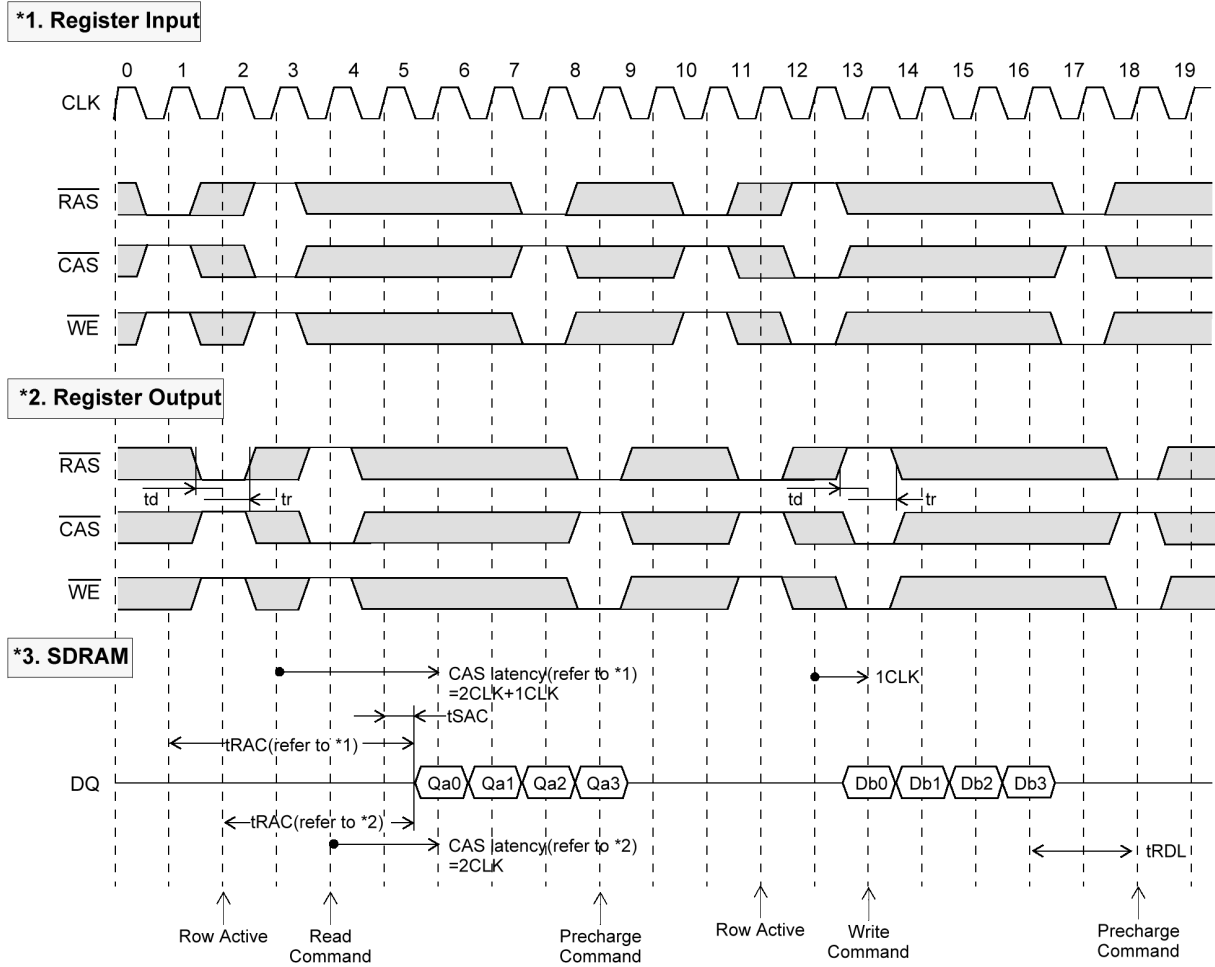 *1. Register Input
0 1 2 3 4 5 6 7 8 9 10 11 12 13 14 15 16 17 18 19
CLK
RAS
CAS
WE
*2. Register Output
RAS
td tr td tr
CAS
WE
*3. SDRAM
CAS latency(refer to *1)
=2CLK+1CLK
1CLK
tSAC
tRAC(refer to *1)
DQ
Qa0 Qa1 Qa2 Qa3 Db0 Db1 Db2 Db3
tRAC(refer to *2)
CAS latency(refer to *2)
=2CLK
tRDL
Row Active
Read
Command
Precharge
Command
Row Active
Write
Command
Precharge
Command